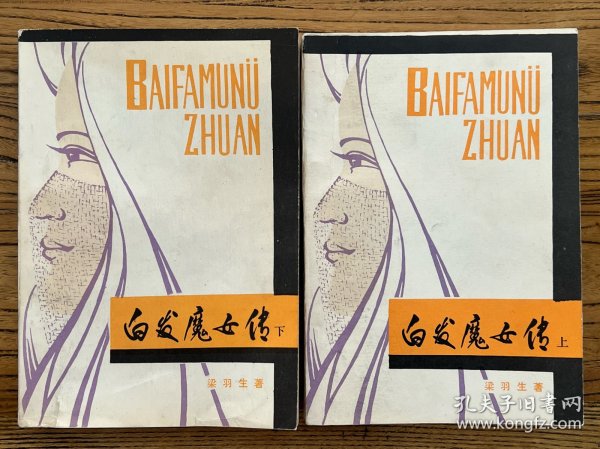 BAIFAMUNÜ
ZHUAN
白发魔女传 下
梁羽生著
BAIFAMUNÜ
ZHUAN
白发魔女传 上
梁羽生著
孔夫子旧书网
www.kongfz.com